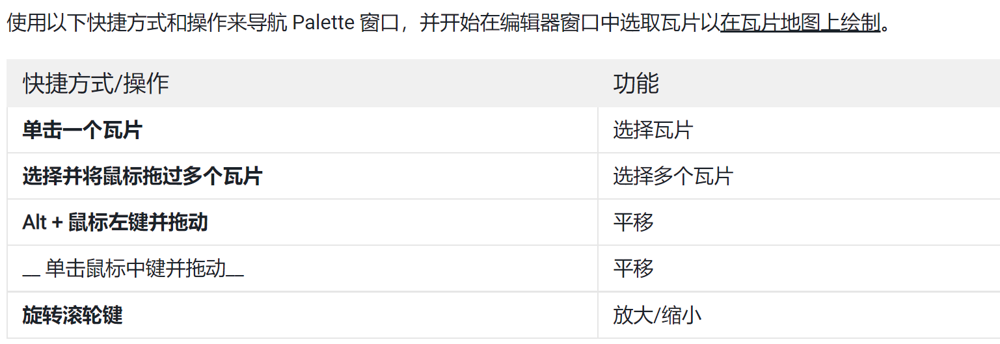 使用以下快捷方式和操作来导航 Palette 窗口，并开始在编辑器窗口中选取瓦片以在瓦片地图上绘制。
快捷方式/操作 功能
单击一个瓦片 选择瓦片
选择并将鼠标拖过多个瓦片 选择多个瓦片
Alt + 鼠标左键并拖动 平移
__ 单击鼠标中键并拖动__ 平移
旋转滚轮键 放大/缩小